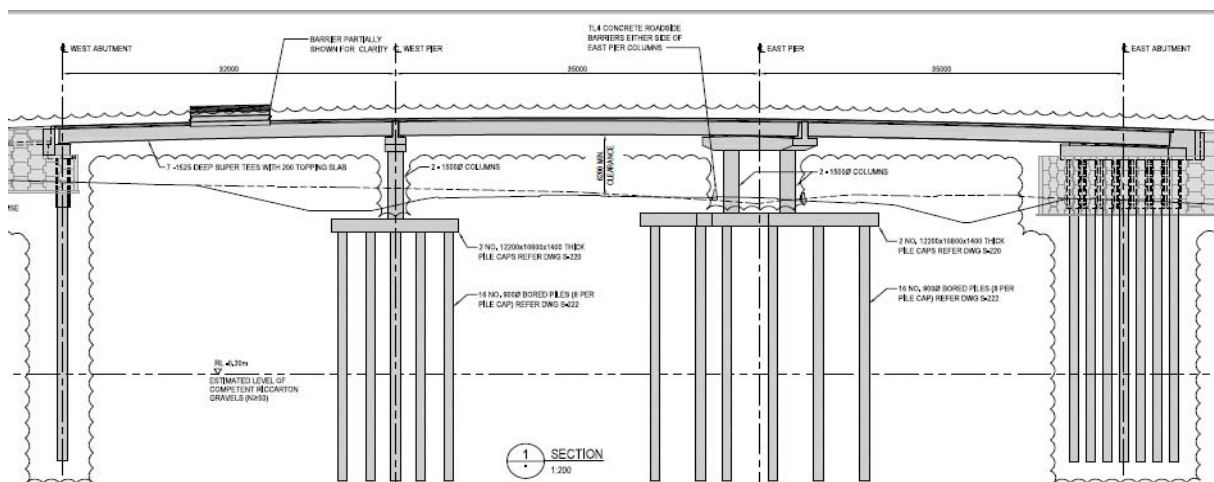 WEST ABUTMENT
BARRIER PARTIALLY
SHOWN FOR CLARITY
WEST PIER
TL4 CONCRETE ROADSIDE
BARRIERS EITHER SIDE OF
EAST PIER COLUMNS
EAST PIER
EAST ABUTMENT
32000
35000
35000
7 -1525 DEEP SUPER TEES WITH 200 TOPPING SLAB
2 - 1500Ø COLUMNS
6200 MIN.
CLEARANCE
2 - 1500Ø COLUMNS
2 NO, 12200x10800x1400 THICK
PILE CAPS REFER DWG S-220
2 NO, 12200x10800x1400 THICK
PILE CAPS REFER DWG S-220
16 NO, 900Ø BORED PILES (8 PER
PILE CAP) REFER DWG S-222
16 NO, 900Ø BORED PILES (8 PER
PILE CAP) REFER DWG S-222
ESTIMATED LEVEL OF
COMPETENT RICCARTON
GRAVELS (N≥50)
1 SECTION
1:200